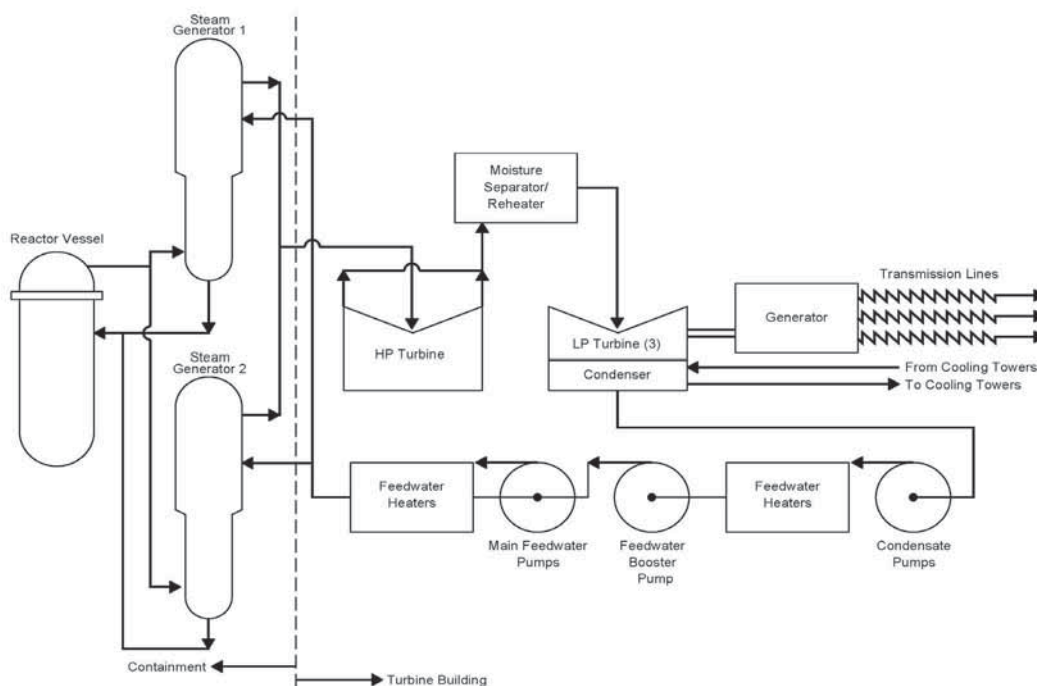 Steam
Generator 1
Moisture
Separator/
Reheater
Reactor Vessel
Transmission Lines
Generator
HP Turbine
LP Turbine (3)
Condenser
From Cooling Towers
To Cooling Towers
Steam
Generator 2
Feedwater
Heaters
Main Feedwater
Pumps
Feedwater
Booster
Pump
Feedwater
Heaters
Condensate
Pumps
Containment
Turbine Building